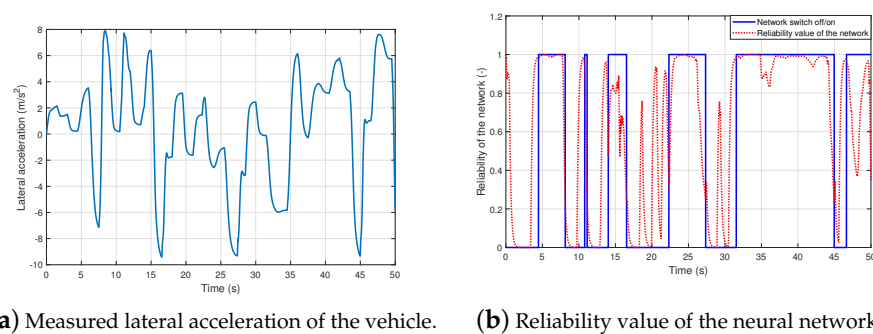 8
6
4
2
0
-2
-4
-6
-8
-10
0 5 10 15 20 25 30 35 40 45 50
Time (s)
Lateral acceleration (m/s²)
a) Measured lateral acceleration of the vehicle.
1.2
1
0.8
0.6
0.4
0.2
0
0 5 10 15 20 25 30 35 40 45 50
Time (s)
Reliability of the network (-)
Network switch off/on
Reliability value of the network
(b) Reliability value of the neural network